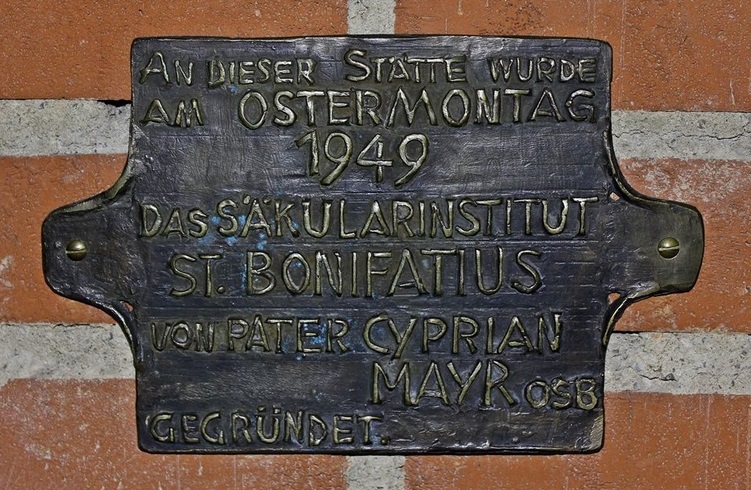 AN DIESER STÄTTE WURDE
AM OSTERMONTAG
1949
DAS SÄKULARINSTITUT
ST. BONIFATIUS
VON PATER CYPRIAN
MAYR OSB
GEGRÜNDET.